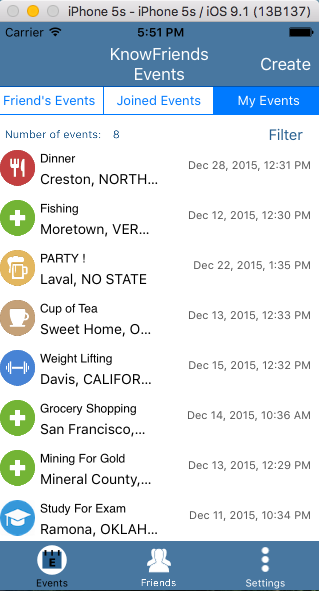 iPhone 5s - iPhone 5s / iOS 9.1 (13B137)
Carrier 5:51 PM
KnowFriends
Events
Create
Friend's Events Joined Events My Events
Number of events: 8 Filter
Dinner
Dec 28, 2015, 12:31 PM
Creston, NORTH...
Fishing
Dec 12, 2015, 12:30 PM
Moretown, VER...
PARTY !
Dec 22, 2015, 1:35 PM
Laval, NO STATE
Cup of Tea
Dec 13, 2015, 12:33 PM
Sweet Home, O...
Weight Lifting
Dec 15, 2015, 12:32 PM
Davis, CALIFOR...
Grocery Shopping
Dec 14, 2015, 10:36 AM
San Francisco,...
Mining For Gold
Dec 13, 2015, 12:29 PM
Mineral County,...
Study For Exam
Dec 11, 2015, 10:34 PM
Ramona, OKLAH...
E
Events Friends Settings